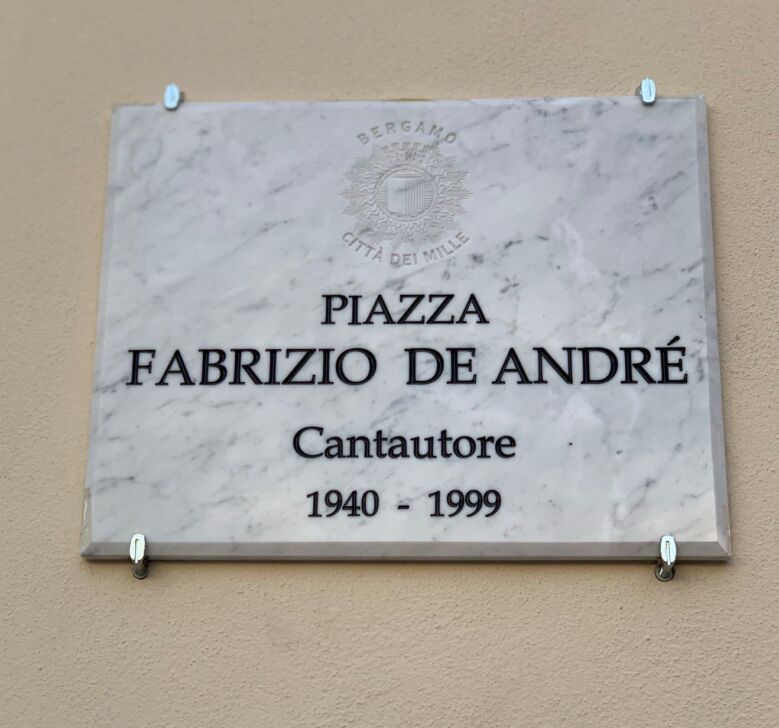 BERGAMO
CITTÀ DEI MILLE
PIAZZA
FABRIZIO DE ANDRÉ
Cantautore
1940 - 1999